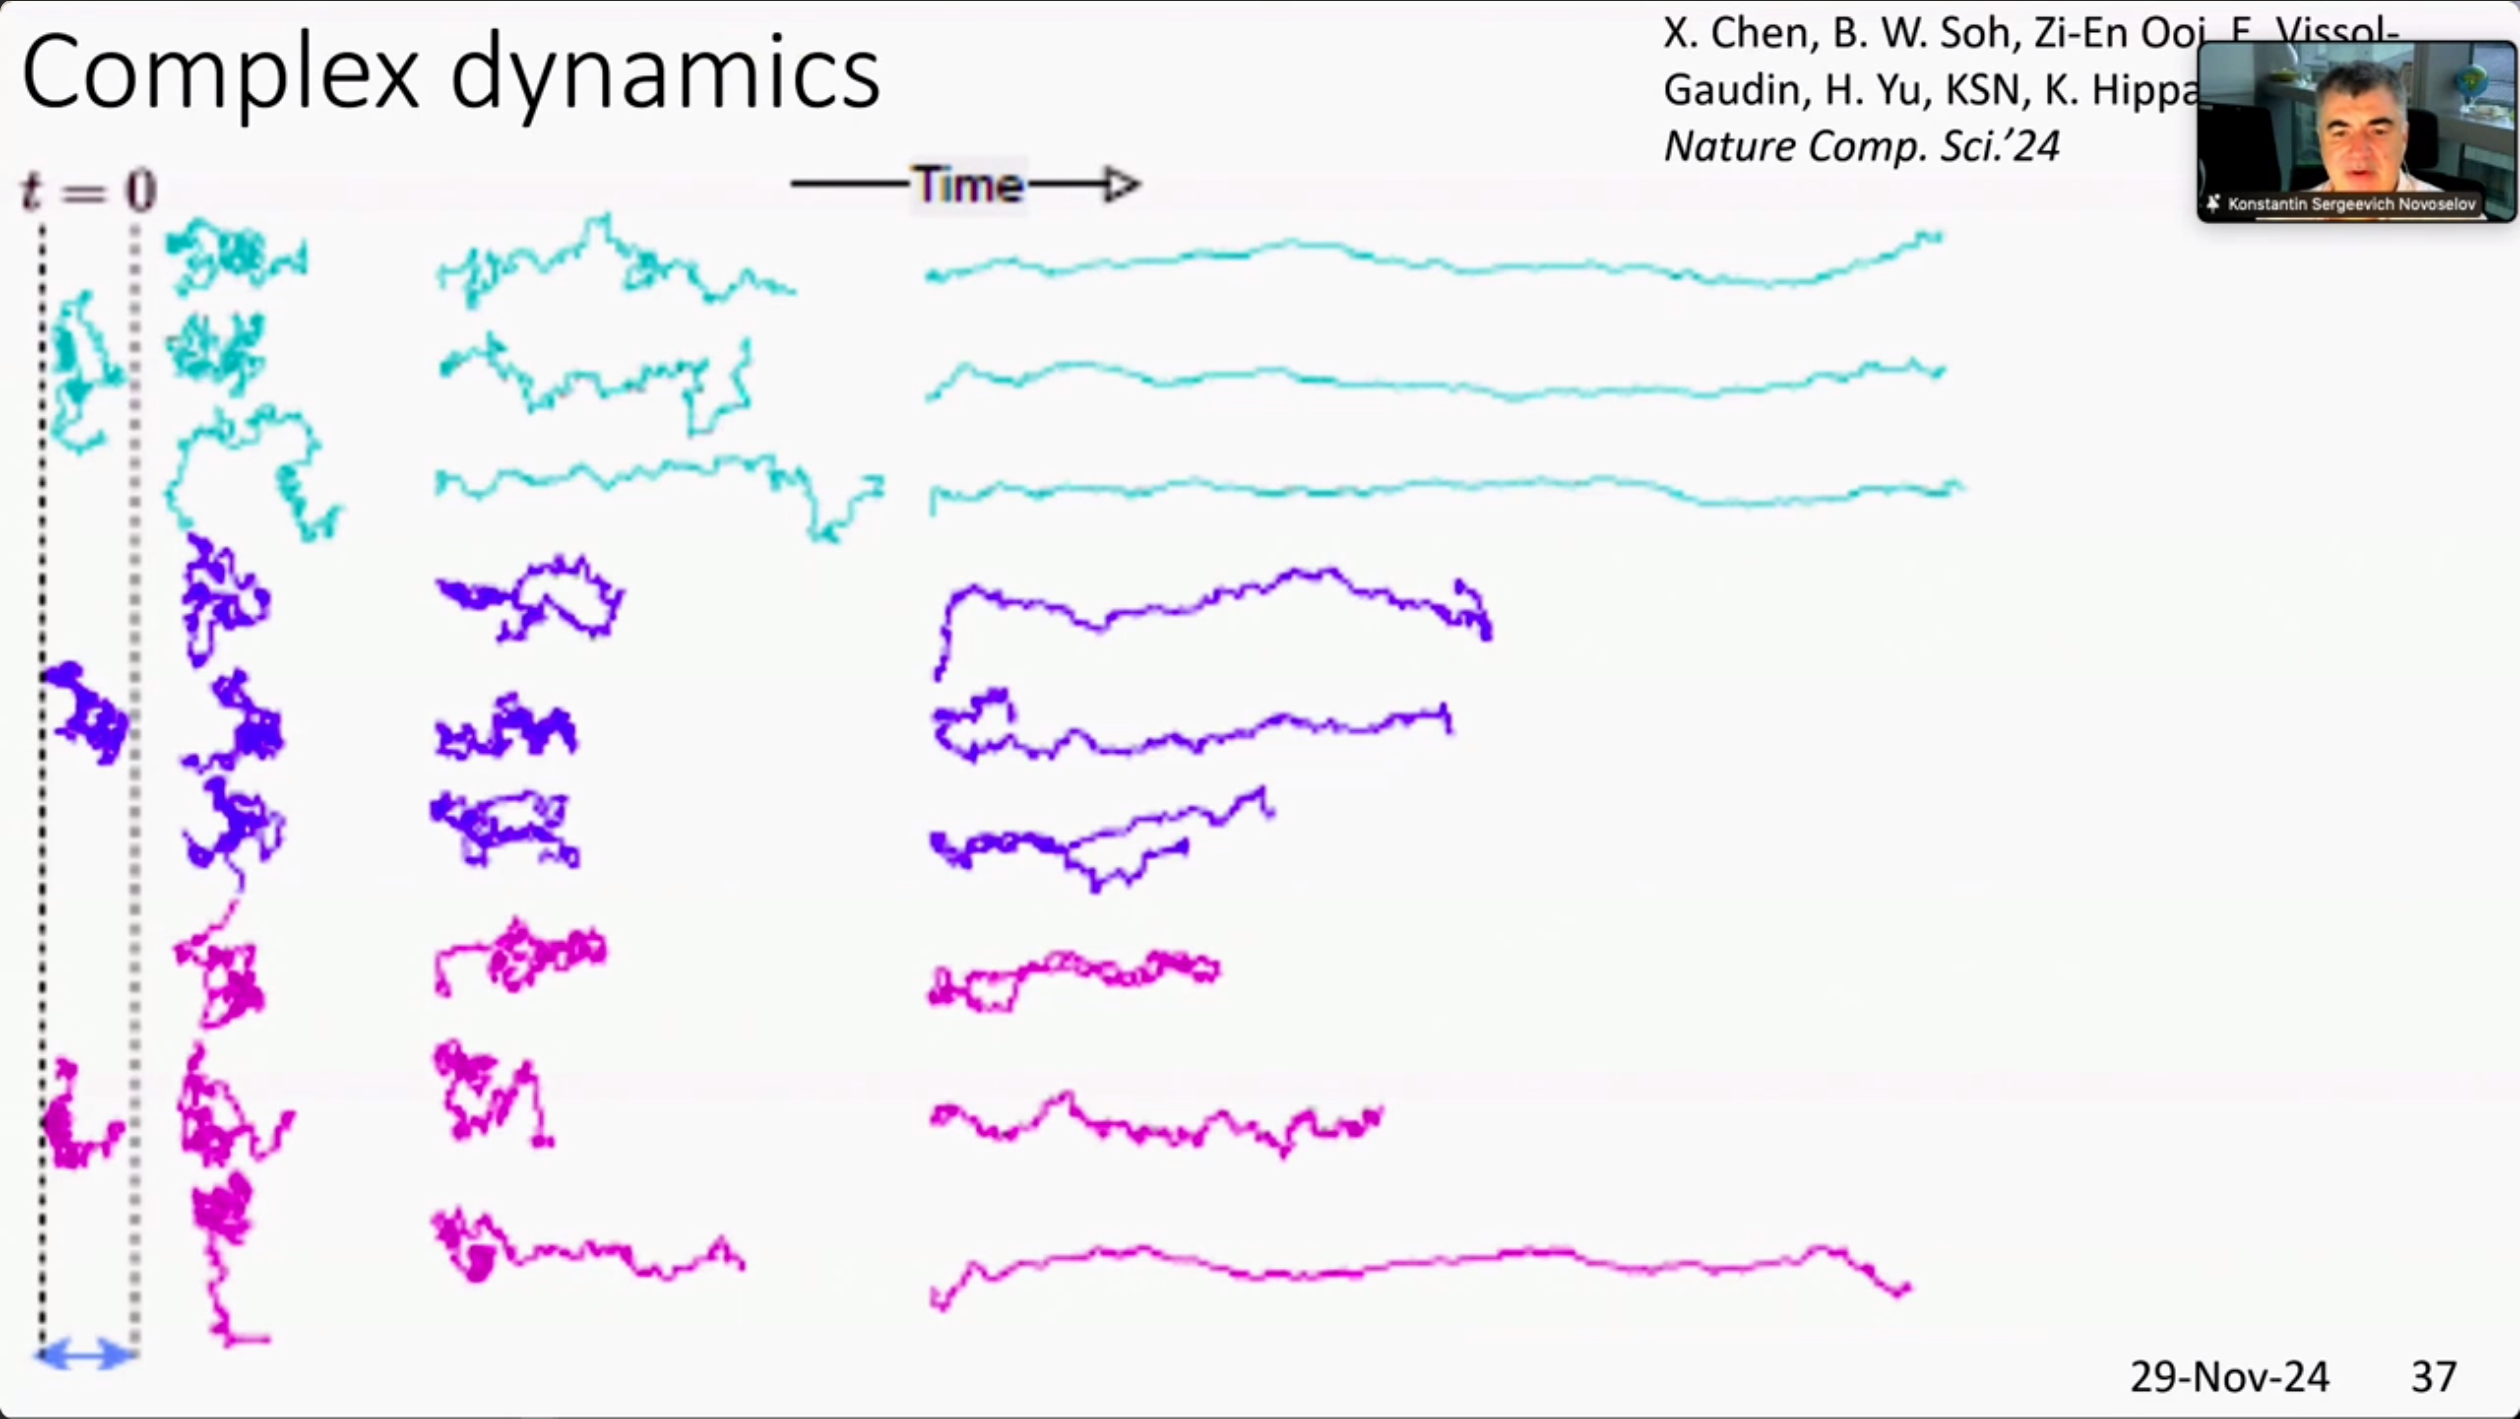 Complex dynamics
X. Chen, B. W. Soh, Zi-En Ooi, E. Vissol-
Gaudin, H. Yu, KSN, K. Hippa
Nature Comp. Sci.’24
Konstantin Sergeevich Novoselov
t = 0
Time
29-Nov-24 37